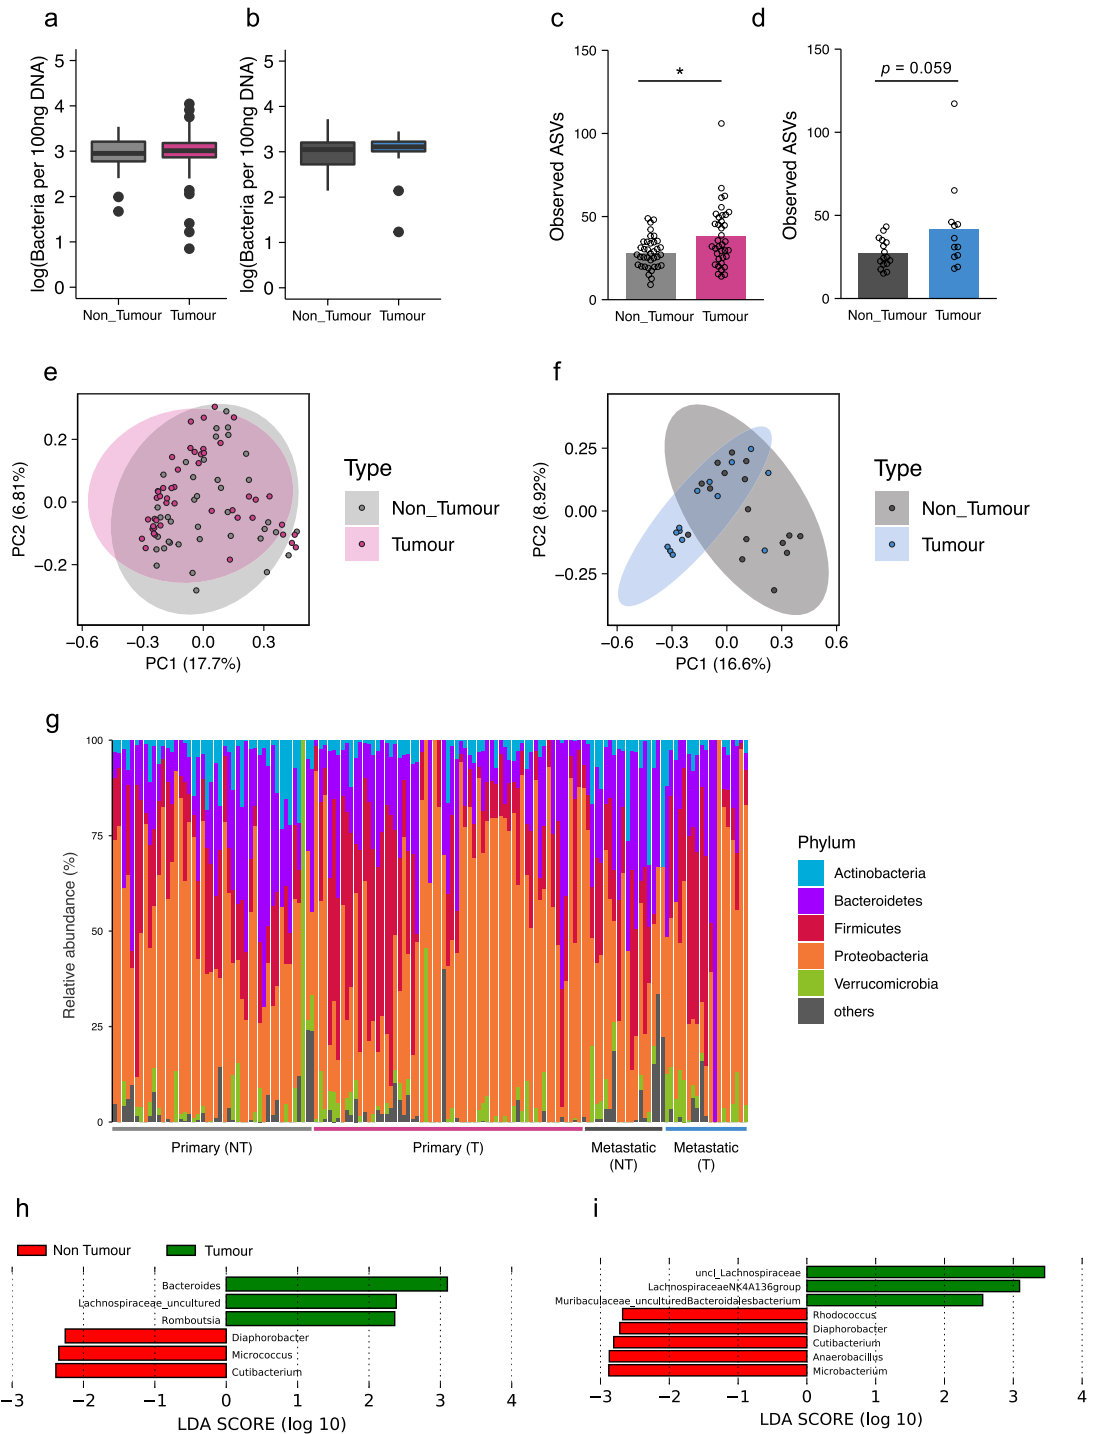 a
b
c
d
log(Bacteria per 100ng DNA)
5
4
3
2
1
0
Non_Tumour
Tumour
log(Bacteria per 100ng DNA)
5
4
3
2
1
0
Non_Tumour
Tumour
Observed ASVs
150
100
50
0
*
Non_Tumour
Tumour
Observed ASVs
150
100
50
0
p = 0.059
Non_Tumour
Tumour
e
f
PC2 (6.81%)
0.2
0.0
−0.2
−0.6
−0.3
0.0
0.3
PC1 (17.7%)
Type
Non_Tumour
Tumour
PC2 (8.92%)
0.25
0.00
−0.25
−0.6
−0.3
0.0
0.3
0.6
PC1 (16.6%)
Type
Non_Tumour
Tumour
g
Relative abundance (%)
100
75
50
25
0
Primary (NT)
Primary (T)
Metastatic
(NT)
Metastatic
(T)
Phylum
Actinobacteria
Bacteroidetes
Firmicutes
Proteobacteria
Verrucomicrobia
others
h
Non Tumour
Tumour
Bacteroides
Lachnospiraceae_uncultured
Romboutsia
Diaphorobacter
Micrococcus
Cutibacterium
−3
−2
−1
0
1
2
3
4
LDA SCORE (log 10)
i
uncl_Lachnospiraceae
LachnospiraceaeNK4A136group
Muribaculaceae_unculturedBacteroidalesbacterium
Rhodococcus
Diaphorobacter
Cutibacterium
Anaerobacillus
Microbacterium
−3
−2
−1
0
1
2
3
4
LDA SCORE (log 10)